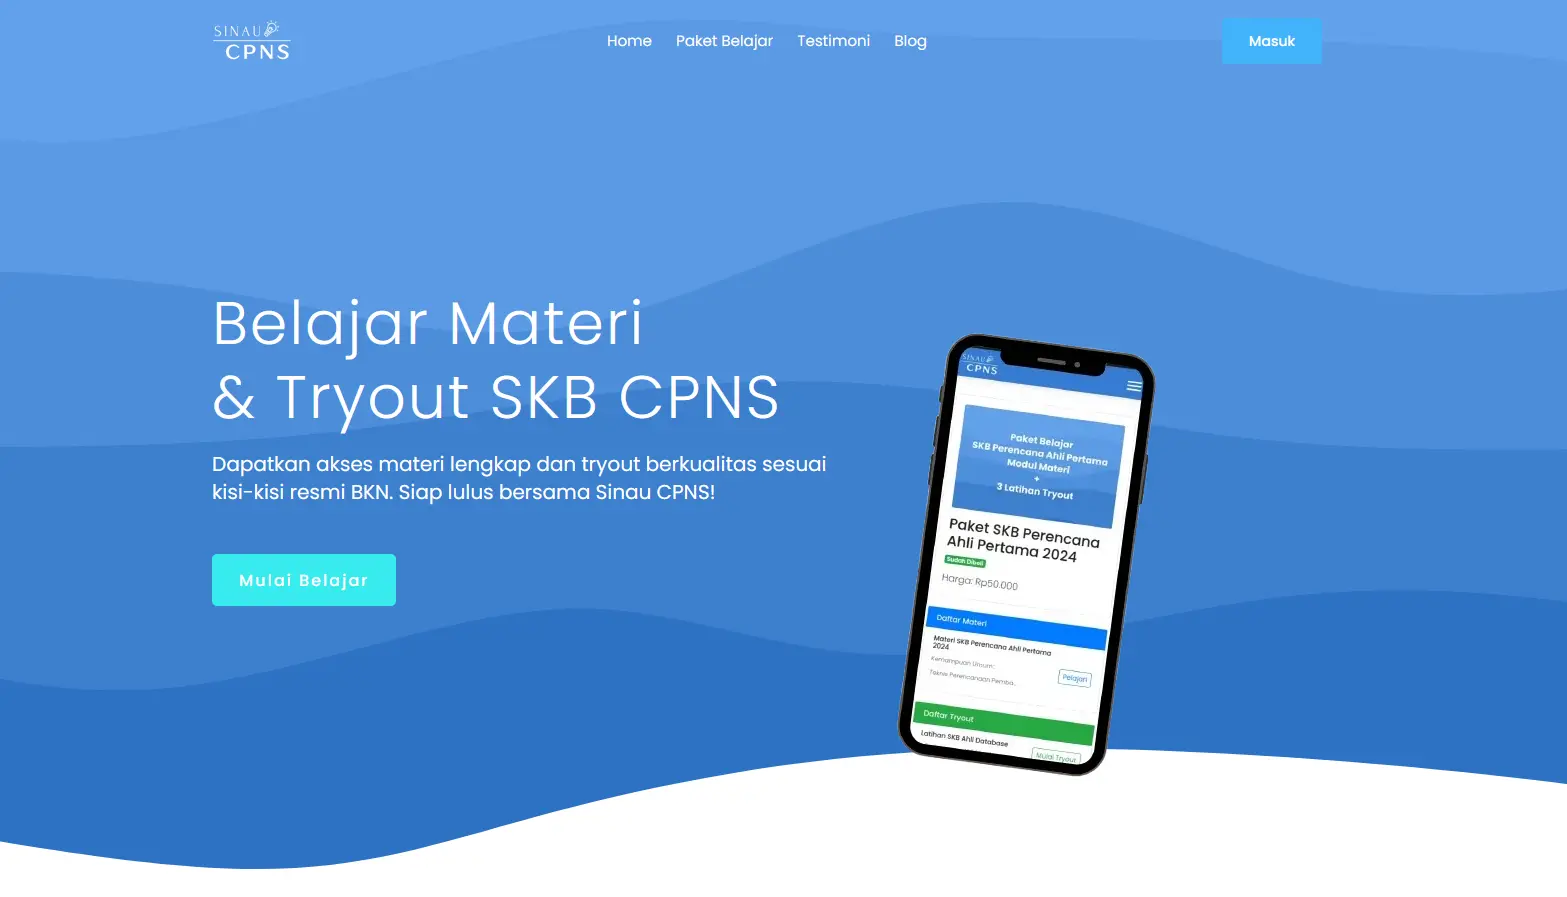 SINAU
CPNS
Home
Paket Belajar
Testimoni
Blog
Masuk
Belajar Materi
& Tryout SKB CPNS
Dapatkan akses materi lengkap dan tryout berkualitas sesuai
kisi-kisi resmi BKN. Siap lulus bersama Sinau CPNS!
Mulai Belajar
SINAU
CPNS
Paket Belajar
SKB Perencana Ahli Pertama
Modul Materi
+
3 Latihan Tryout
Paket SKB Perencana
Ahli Pertama 2024
Sudah Dibeli
Harga: Rp50.000
Daftar Materi
Materi SKB Perencana Ahli Pertama
2024
Kemampuan Umum:
Teknis Perencanaan Pemba...
Pelajari
Daftar Tryout
Latihan SKB Ahli Database
Mulai Tryout